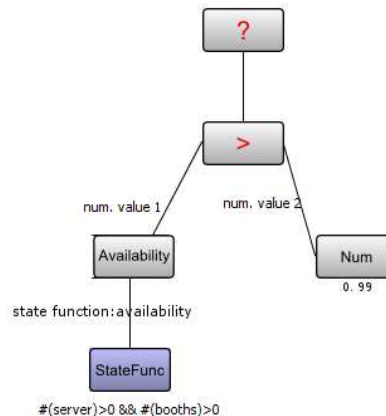 ?
>
num. value 1
num. value 2
Availability
Num
0. 99
state function:availability
StateFunc
#(server)>0 && #(booths)>0